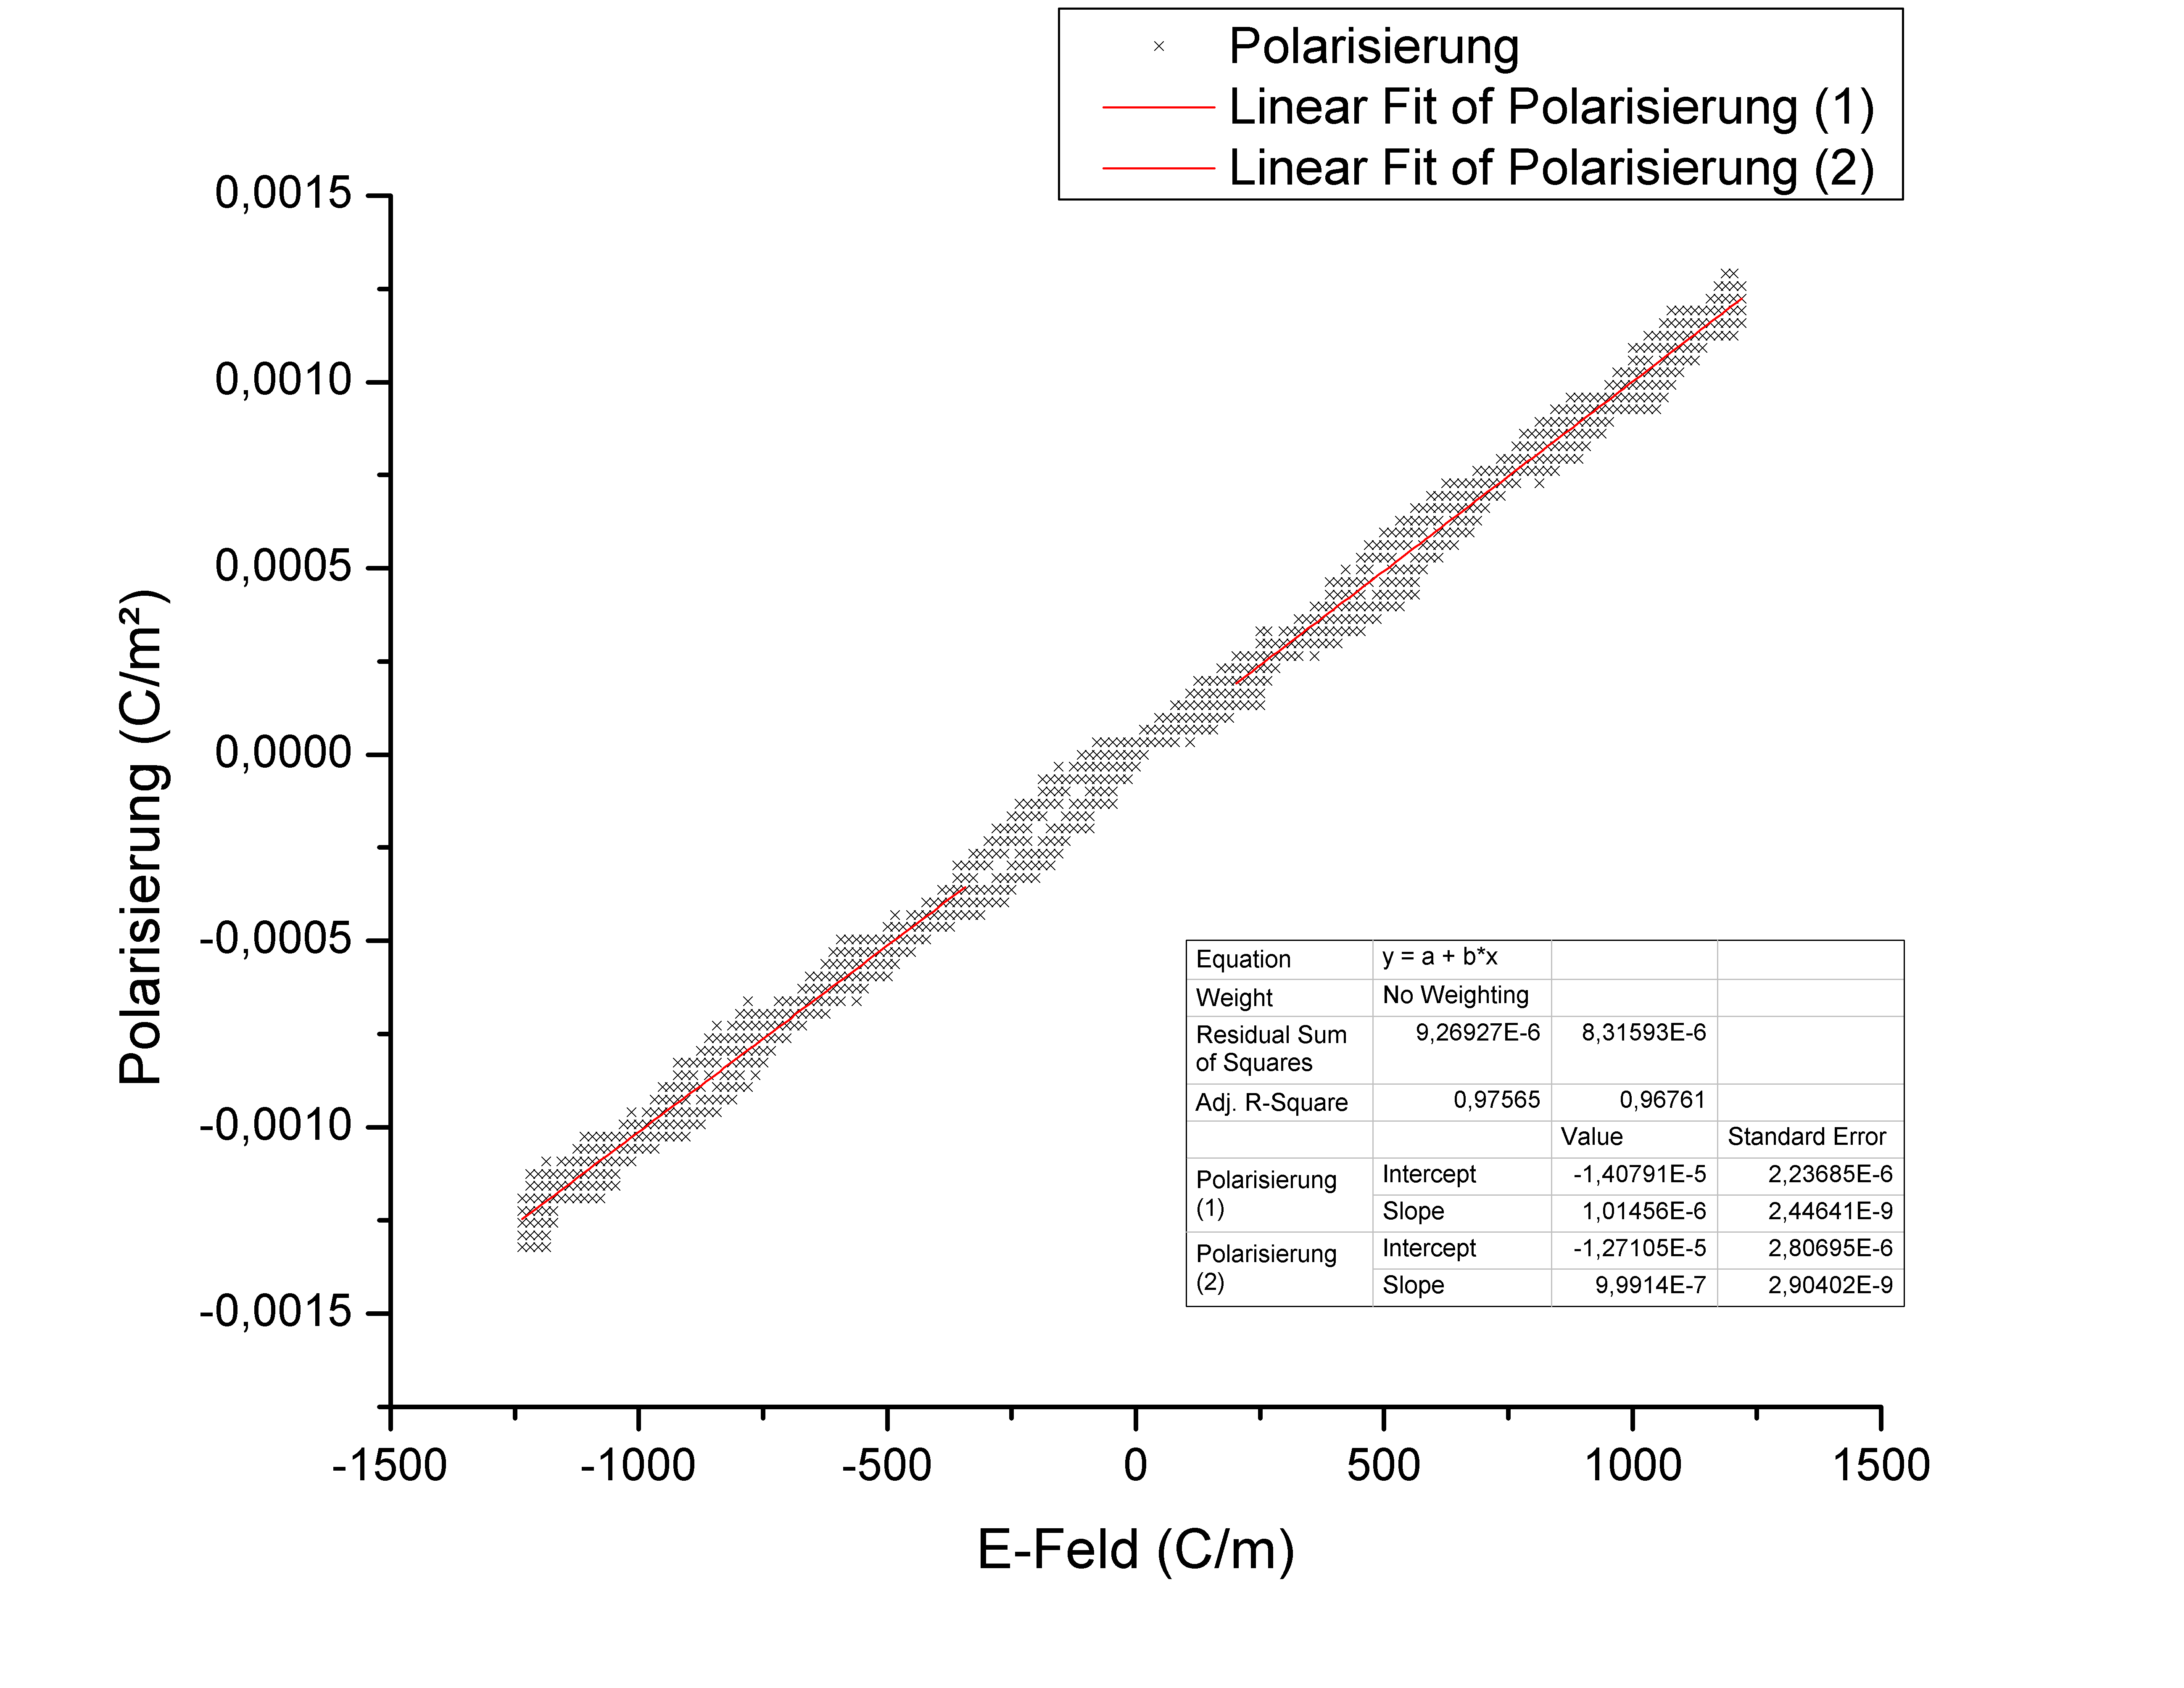 Polarisierung
Linear Fit of Polarisierung (1)
Linear Fit of Polarisierung (2)
0,0015
0,0010
0,0005
0,0000
-0,0005
-0,0010
-0,0015
Polarisierung (C/m²)
-1500 -1000 -500 0 500 1000 1500
E-Feld (C/m)
Equation y = a + b*x
Weight No Weighting
Residual Sum of Squares 9,26927E-6 8,31593E-6
Adj. R-Square 0,97565 0,96761
Value Standard Error
Polarisierung (1) Intercept -1,40791E-5 2,23685E-6
Slope 1,01456E-6 2,44641E-9
Polarisierung (2) Intercept -1,27105E-5 2,80695E-6
Slope 9,9914E-7 2,90402E-9